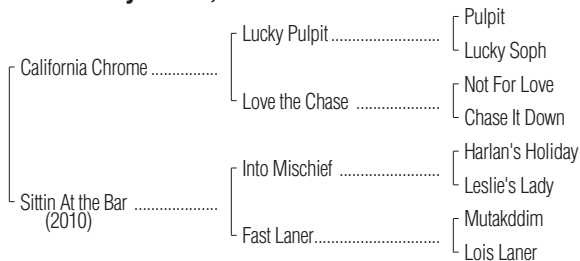 Pulpit
Lucky Pulpit
Lucky Soph
California Chrome
Not For Love
Love the Chase
Chase It Down
Harlan's Holiday
Into Mischief
Leslie's Lady
Sittin At the Bar
(2010)
Mutakddim
Fast Laner
Lois Laner